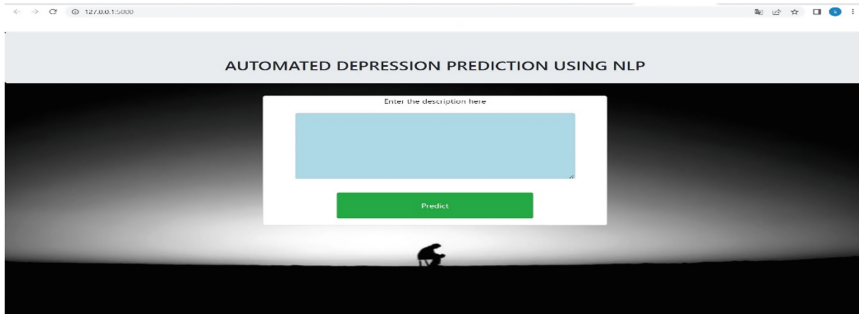 127.0.0.1:5000
AUTOMATED DEPRESSION PREDICTION USING NLP
Enter the description here
Predict